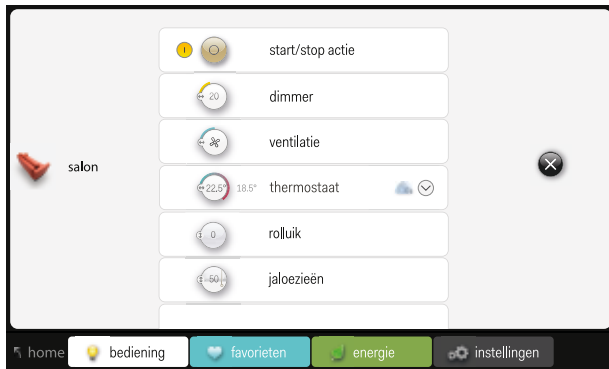 start/stop actie
20 dimmer
ventilatie
salon
22.5° 18.5° thermostaat
0 rolluik
50 jaloezieën
home bediening favorieten energie instellingen